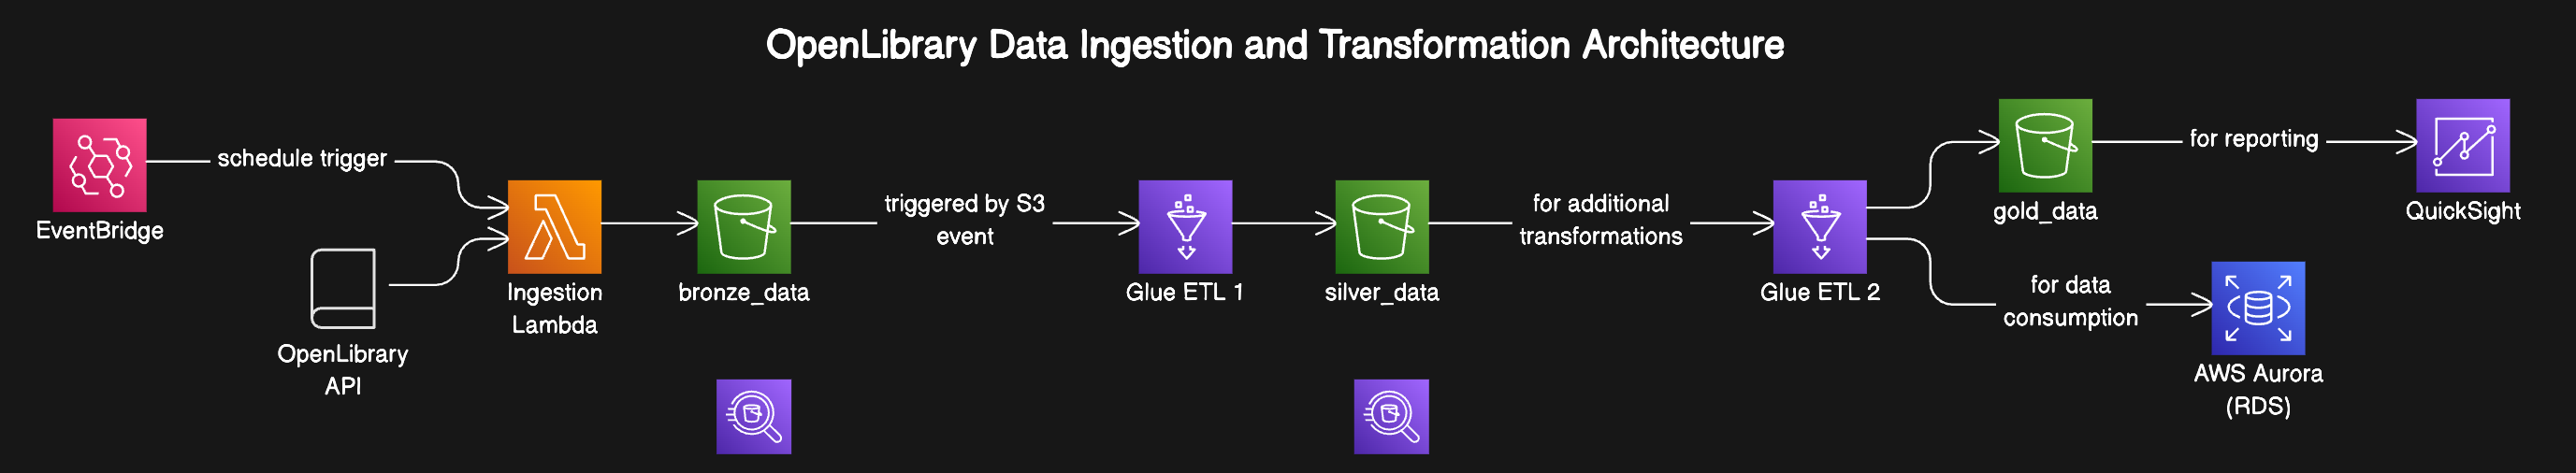 OpenLibrary Data Ingestion and Transformation Architecture
schedule trigger
EventBridge
OpenLibrary
API
Ingestion
Lambda
bronze_data
triggered by S3
event
Glue ETL 1
silver_data
for additional
transformations
Glue ETL 2
gold_data
for reporting
QuickSight
for data
consumption
AWS Aurora
(RDS)